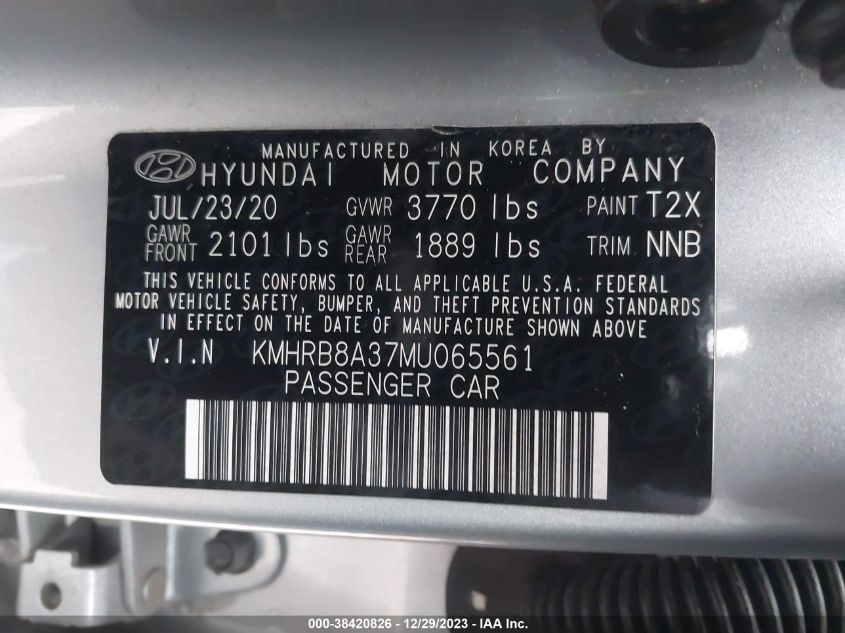 MANUFACTURED IN KOREA BY
HYUNDAI MOTOR COMPANY
JUL/23/20 GVWR 3770 lbs PAINT T2X
GAWR FRONT 2101 lbs GAWR REAR 1889 lbs TRIM NNB
THIS VEHICLE CONFORMS TO ALL APPLICABLE U.S.A. FEDERAL
MOTOR VEHICLE SAFETY, BUMPER, AND THEFT PREVENTION STANDARDS
IN EFFECT ON THE DATE OF MANUFACTURE SHOWN ABOVE
V.I.N KMHRB8A37MU065561
PASSENGER CAR
000-38420826 - 12/29/2023 - IAA Inc.